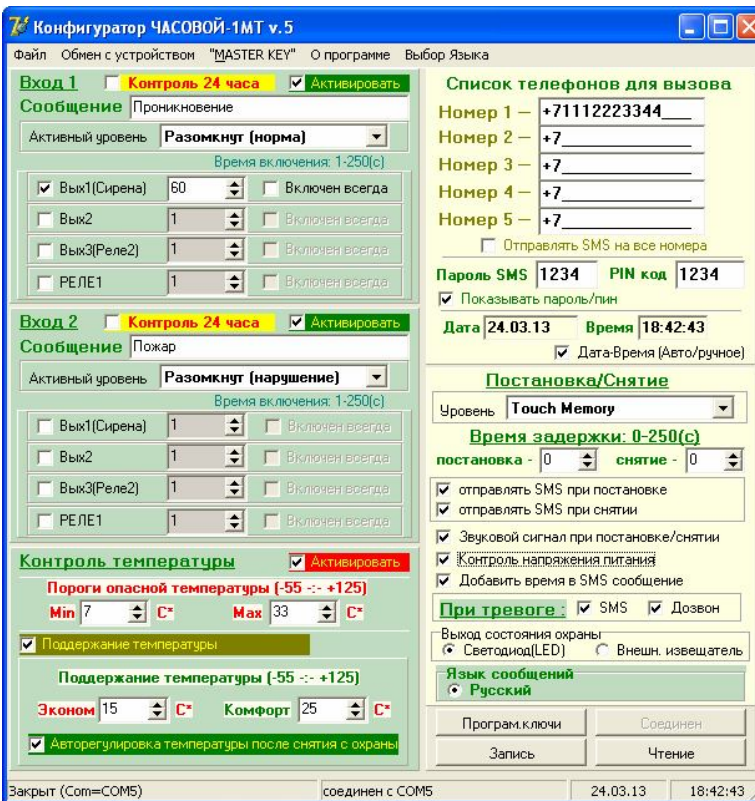 Конфигуратор ЧАСОВОЙ-1МТ v.5
Файл Обмен с устройством "MASTER KEY" О программе Выбор Языка
Вход 1 Контроль 24 часа Активировать
Сообщение Проникновение
Активный уровень Разомкнут (норма)
Время включения: 1-250(с)
Вых1(Сирена) 60 Включен всегда
Вых2 1 Включен всегда
Вых3(Реле2) 1 Включен всегда
РЕЛЕ1 1 Включен всегда
Вход 2 Контроль 24 часа Активировать
Сообщение Пожар
Активный уровень Разомкнут (нарушение)
Время включения: 1-250(с)
Вых1(Сирена) 1 Включен всегда
Вых2 1 Включен всегда
Вых3(Реле2) 1 Включен всегда
РЕЛЕ1 1 Включен всегда
Контроль температуры Активировать
Пороги опасной температуры (-55 -:- +125)
Min 7 С* Max 33 С*
Поддержание температуры
Поддержание температуры (-55 -:- +125)
Эконом 15 С* Комфорт 25 С*
Авторегулировка температуры после снятия с охраны
Список телефонов для вызова
Номер 1 – +71112223344___
Номер 2 – +7_____________
Номер 3 – +7_____________
Номер 4 – +7_____________
Номер 5 – +7_____________
Отправлять SMS на все номера
Пароль SMS 1234 PIN код 1234
Показывать пароль/пин
Дата 24.03.13 Время 18:42:43
Дата-Время (Авто/ручное)
Постановка/Снятие
Уровень Touch Memory
Время задержки: 0-250(с)
постановка - 0 снятие - 0
отправлять SMS при постановке
отправлять SMS при снятии
Звуковой сигнал при постановке/снятии
Контроль напряжения питания
Добавить время в SMS сообщение
При тревоге : SMS Дозвон
Выход состояния охраны
Светодиод(LED) Внешн. извещатель
Язык сообщений
Русский
Програм.ключи Соединен
Запись Чтение
Закрыт (Com=COM5) соединен с COM5 24.03.13 18:42:43